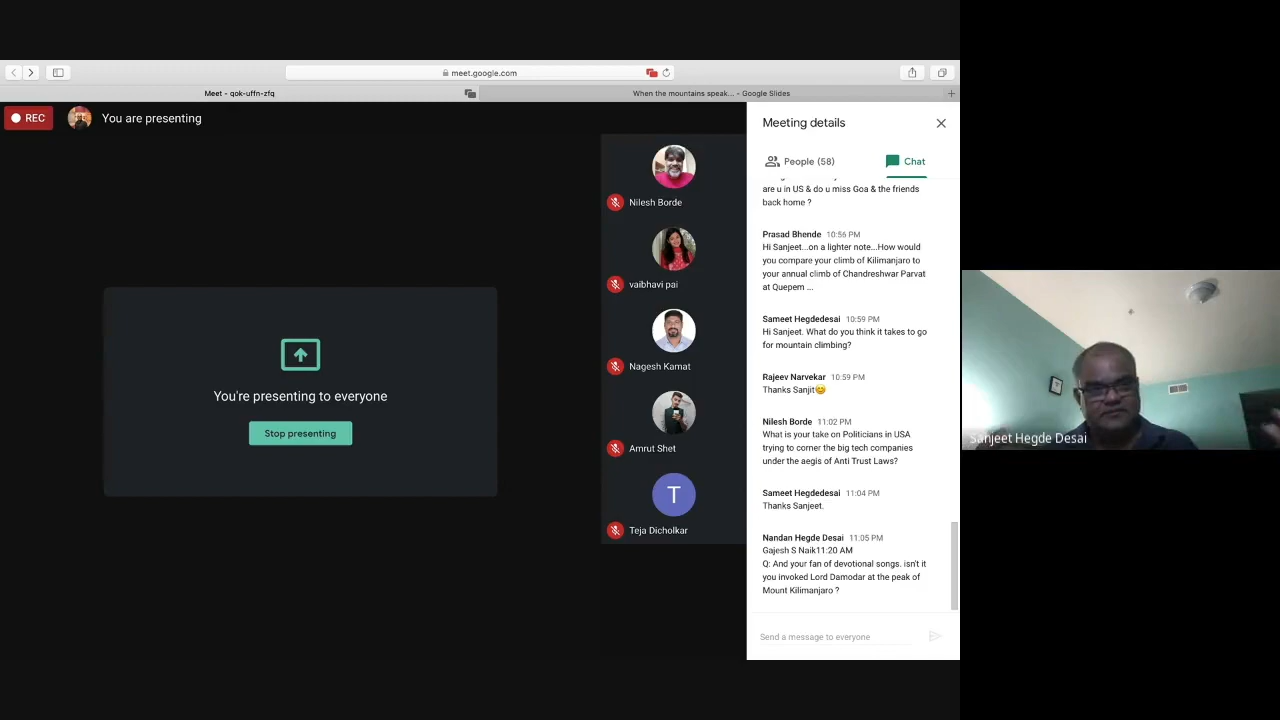 meet.google.com
Meet - qok-uffn-zfq
When the mountains speak... - Google Slides
REC
You are presenting
You're presenting to everyone
Stop presenting
Nilesh Borde
vaibhavi pai
Nagesh Kamat
Amrut Shet
T
Teja Dicholkar
Meeting details
People (58)
Chat
are u in US & do u miss Goa & the friends
back home ?
Prasad Bhende 10:56 PM
Hi Sanjeet...on a lighter note...How would
you compare your climb of Kilimanjaro to
your annual climb of Chandreshwar Parvat
at Quepem ...
Sameet Hegdedesai 10:59 PM
Hi Sanjeet. What do you think it takes to go
for mountain climbing?
Rajeev Narvekar 10:59 PM
Thanks Sanjit😊
Nilesh Borde 11:02 PM
What is your take on Politicians in USA
trying to corner the big tech companies
under the aegis of Anti Trust Laws?
Sameet Hegdedesai 11:04 PM
Thanks Sanjeet.
Nandan Hegde Desai 11:05 PM
Gajesh S Naik11:20 AM
Q: And your fan of devotional songs. isn't it
you invoked Lord Damodar at the peak of
Mount Kilimanjaro ?
Send a message to everyone
Sanjeet Hegde Desai